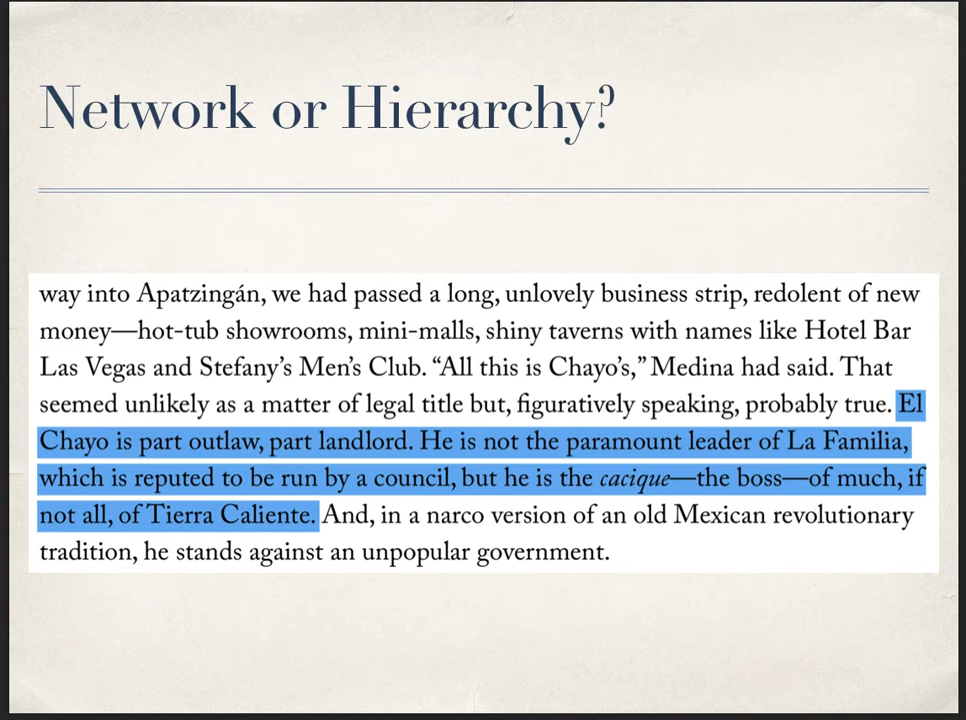 Network or Hierarchy?
way into Apatzingán, we had passed a long, unlovely business strip, redolent of new
money—hot-tub showrooms, mini-malls, shiny taverns with names like Hotel Bar
Las Vegas and Stefany’s Men’s Club. “All this is Chayo’s,” Medina had said. That
seemed unlikely as a matter of legal title but, figuratively speaking, probably true. El
Chayo is part outlaw, part landlord. He is not the paramount leader of La Familia,
which is reputed to be run by a council, but he is the cacique—the boss—of much, if
not all, of Tierra Caliente. And, in a narco version of an old Mexican revolutionary
tradition, he stands against an unpopular government.